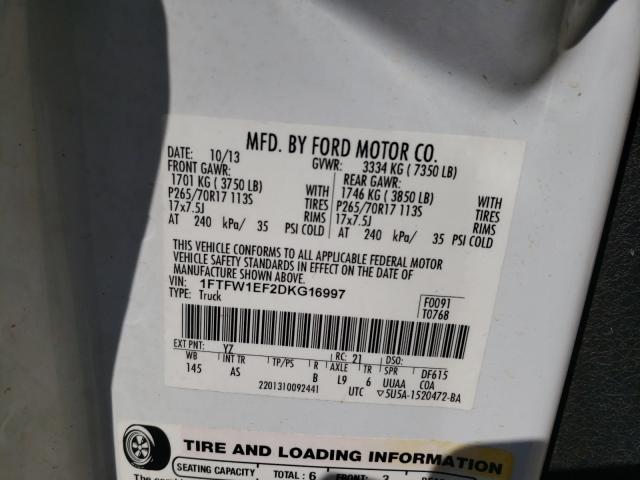 MFD. BY FORD MOTOR CO.
DATE: 10/13 GVWR: 3334 KG ( 7350 LB)
FRONT GAWR: REAR GAWR:
1701 KG ( 3750 LB) WITH 1746 KG ( 3850 LB) WITH
P265/70R17 113S TIRES P265/70R17 113S TIRES
17x7.5J RIMS 17x7.5J RIMS
AT 240 kPa/ 35 PSI COLD AT 240 kPa/ 35 PSI COLD
THIS VEHICLE CONFORMS TO ALL APPLICABLE FEDERAL MOTOR
VEHICLE SAFETY STANDARDS IN EFFECT ON THE DATE OF
MANUFACTURE SHOWN ABOVE.
VIN: 1FTFW1EF2DKG16997 F0091
TYPE: Truck T0768
EXT PNT: YZ RC: 21 DSO:
WB INT TR TP/PS R AXLE TR SPR DF615
145 AS B L9 6 UUAA COA
2201310092441 UTC ▽5U5A-1520472-BA
TIRE AND LOADING INFORMATION
SEATING CAPACITY TOTAL: 6 FRONT: 3